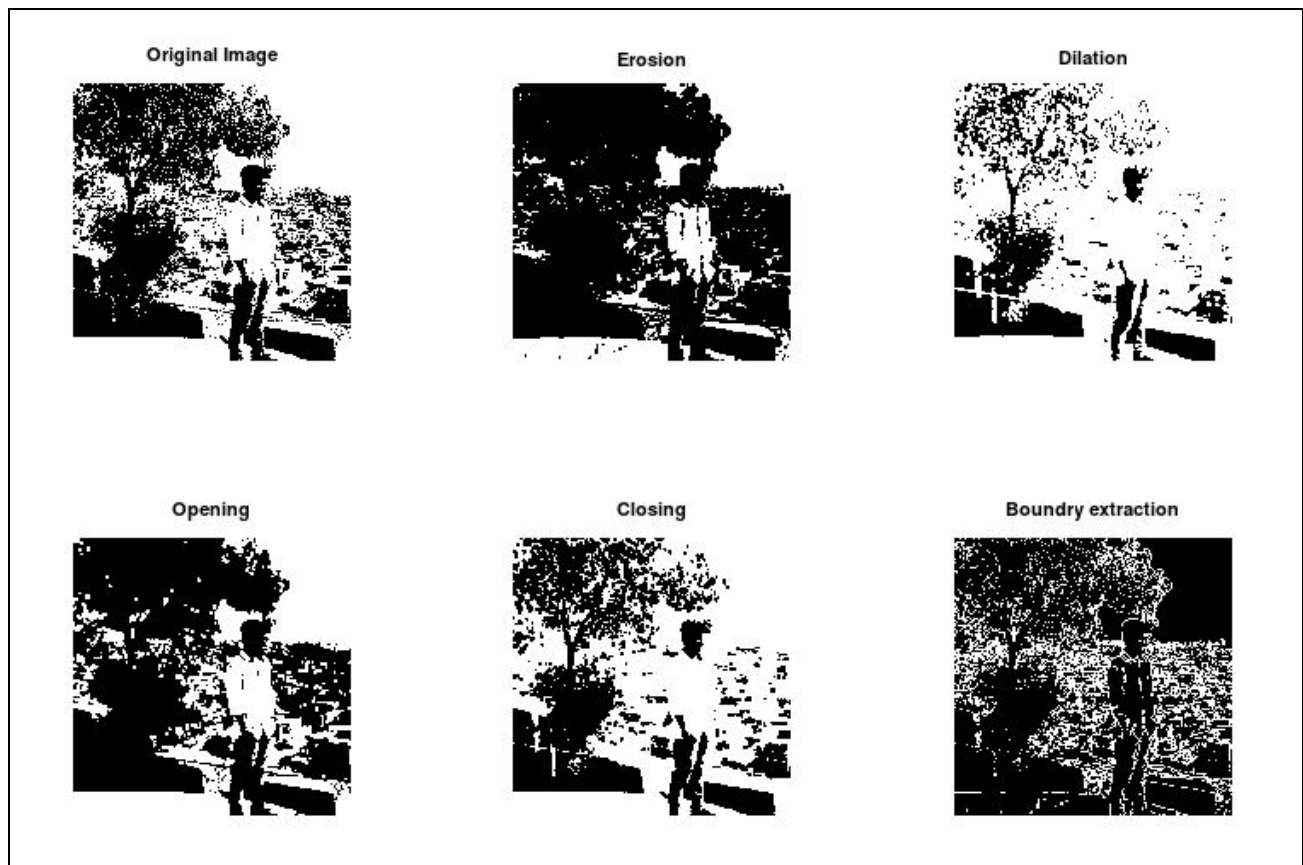 Original Image
Erosion
Dilation
Opening
Closing
Boundry extraction